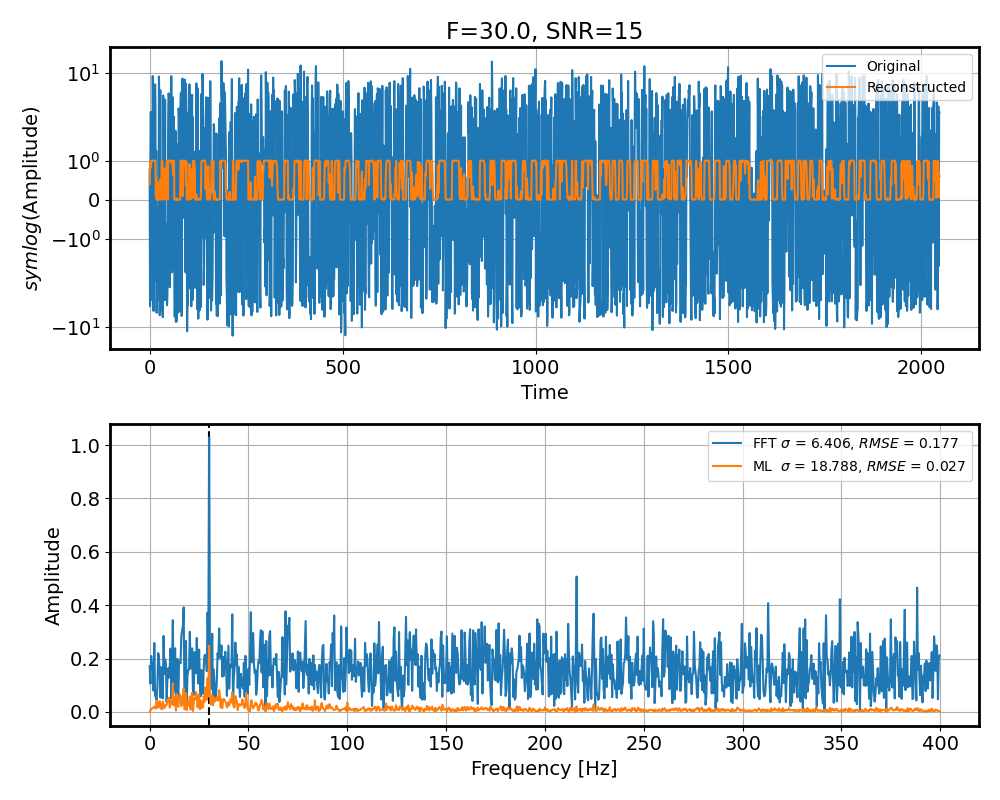 F=30.0, SNR=15
symlog(Amplitude)
10¹
10⁰
0
−10⁰
−10¹
Original
Reconstructed
0 500 1000 1500 2000
Time
Amplitude
1.0
0.8
0.6
0.4
0.2
0.0
FFT σ = 6.406, RMSE = 0.177
ML σ = 18.788, RMSE = 0.027
0 50 100 150 200 250 300 350 400
Frequency [Hz]